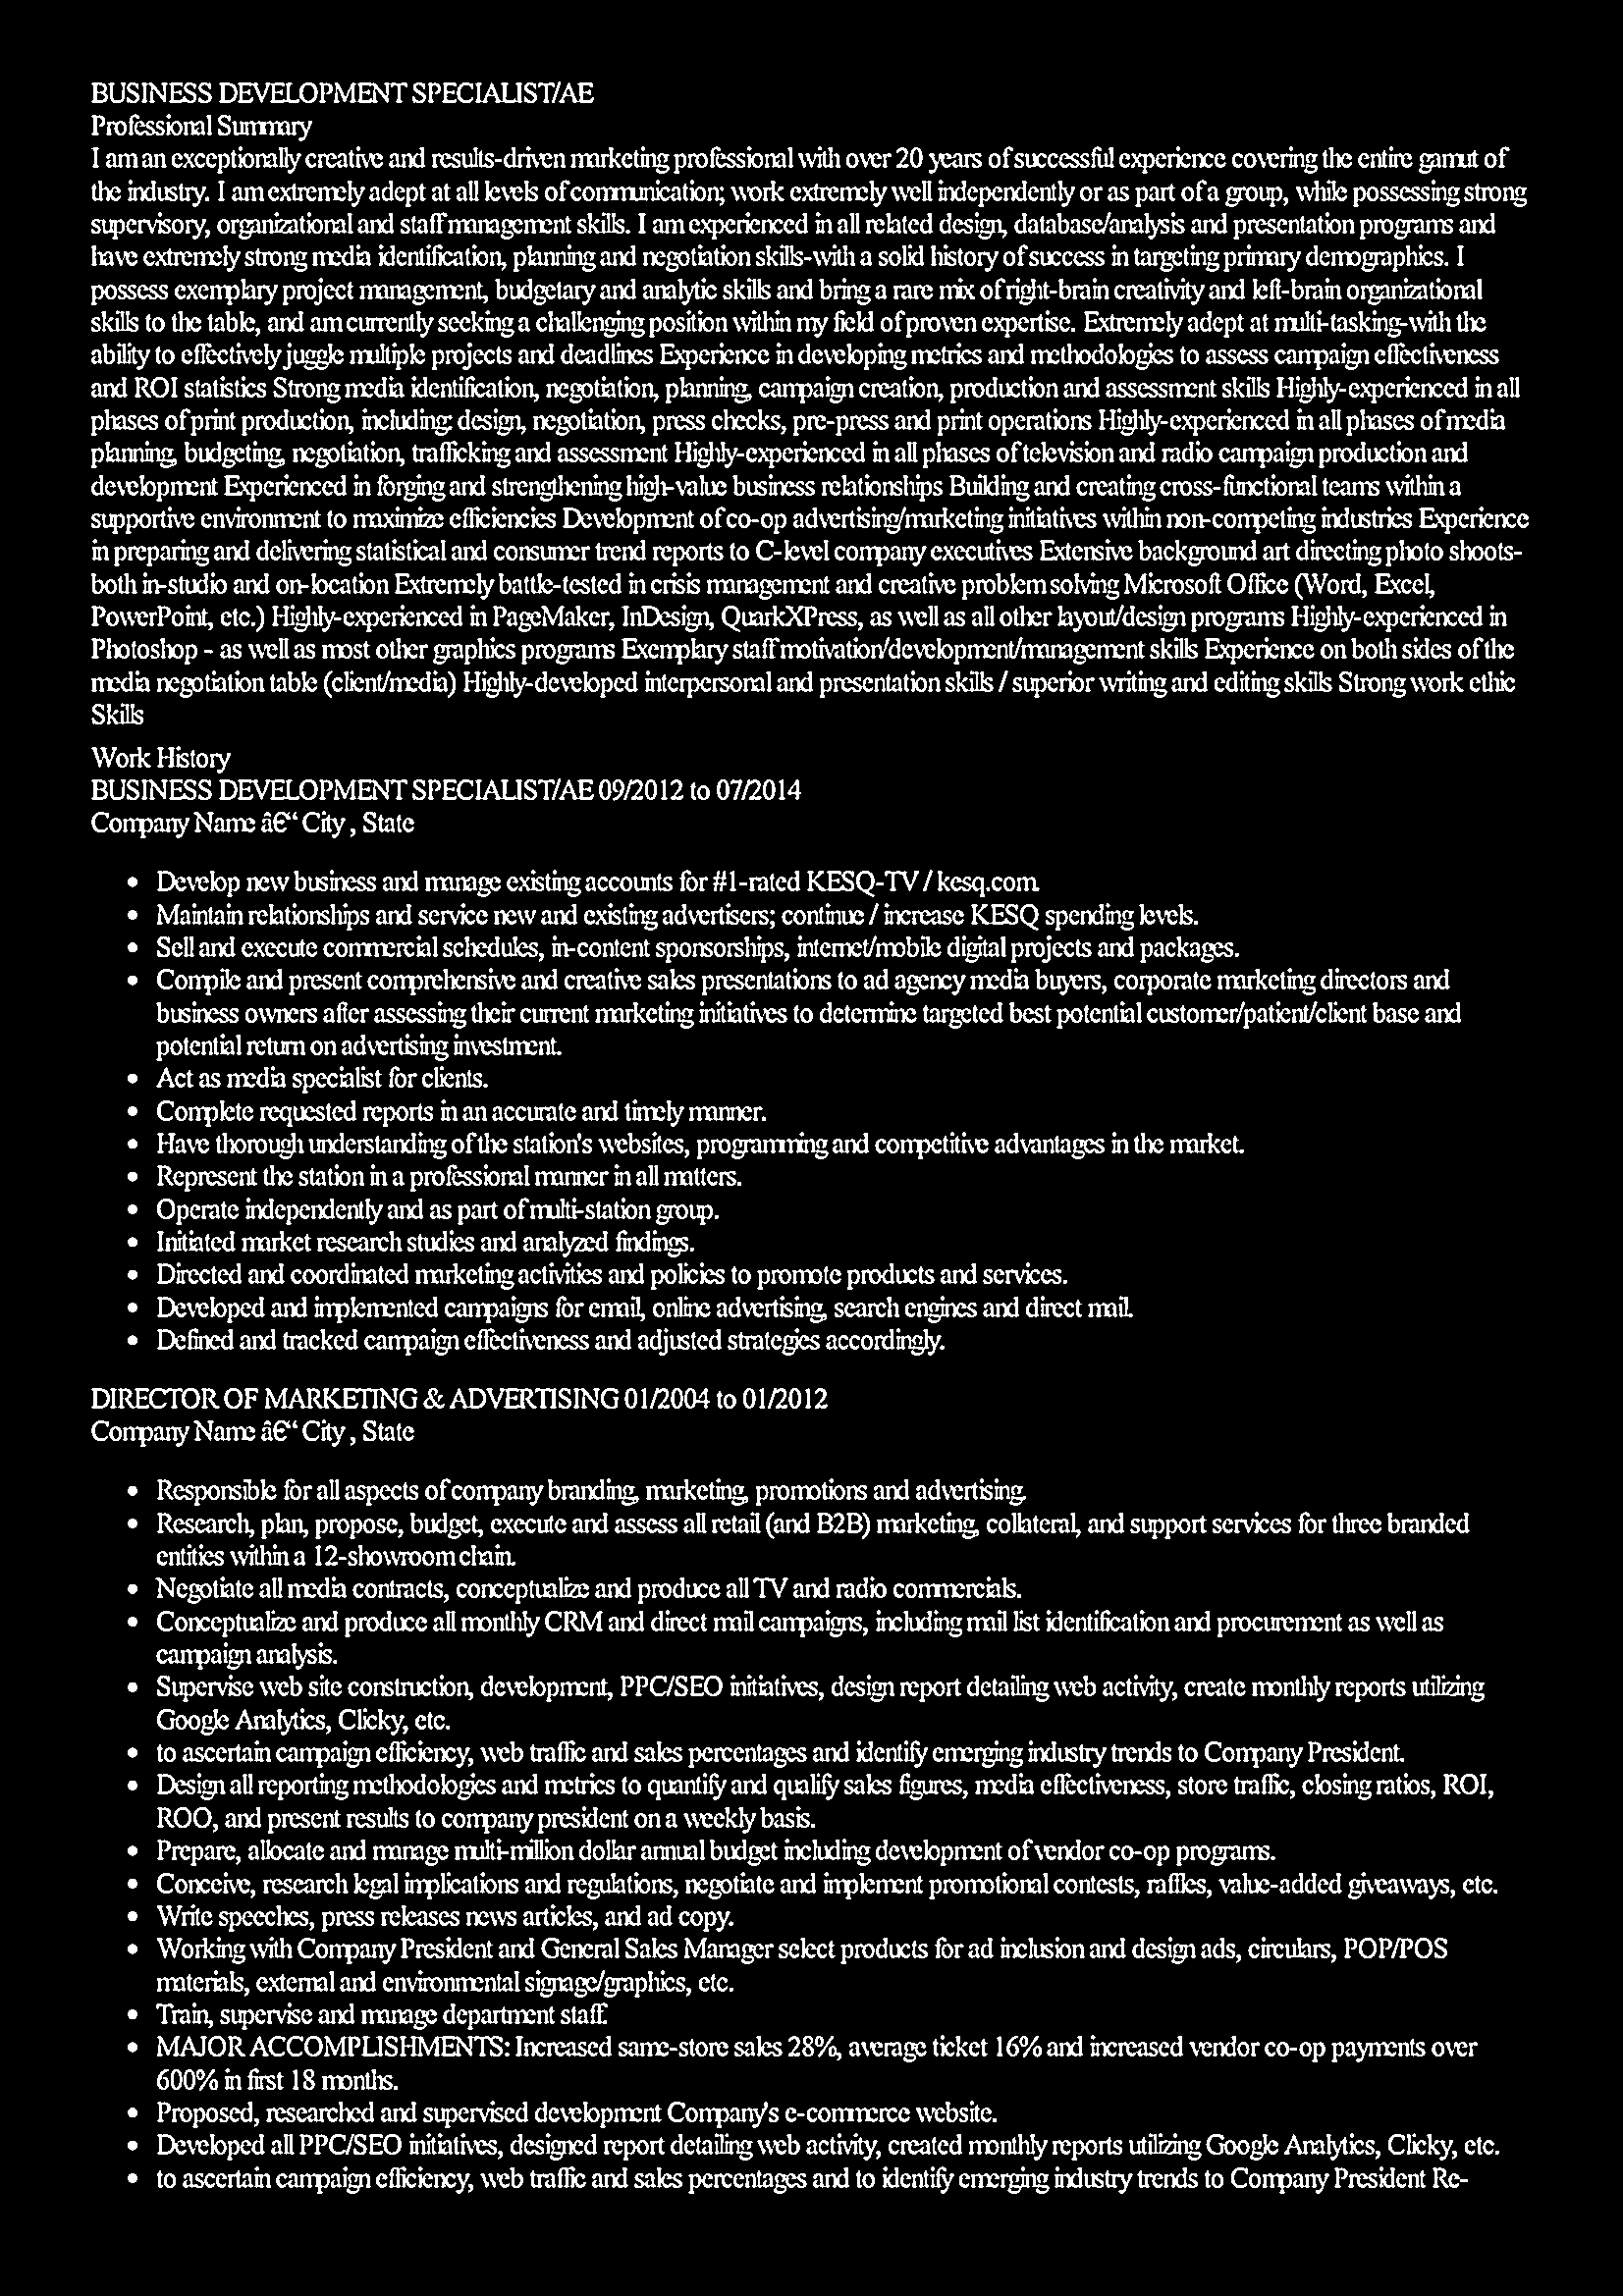 BUSINESS DEVELOPMENT SPECIALIST/AE
Professional Summary
I am an exceptionally creative and results-driven marketing professional with over 20 years of successful experience covering the entire gamut of
the industry. I am extremely adept at all levels of communication; work extremely well independently or as part of a group, while possessing strong
supervisory, organizational and staff management skills. I am experienced in all related design, database/analysis and presentation programs and
have extremely strong media identification, planning and negotiation skills-with a solid history of success in targeting primary demographics. I
possess exemplary project management, budgetary and analytic skills and bring a rare mix of right-brain creativity and left-brain organizational
skills to the table, and am currently seeking a challenging position within my field of proven expertise. Extremely adept at multi-tasking-with the
ability to effectively juggle multiple projects and deadlines Experience in developing metrics and methodologies to assess campaign effectiveness
and ROI statistics Strong media identification, negotiation, planning, campaign creation, production and assessment skills Highly-experienced in all
phases of print production, including: design, negotiation, press checks, pre-press and print operations Highly-experienced in all phases of media
planning, budgeting, negotiation, trafficking and assessment Highly-experienced in all phases of television and radio campaign production and
development Experienced in forging and strengthening high-value business relationships Building and creating cross-functional teams within a
supportive environment to maximize efficiencies Development of co-op advertising/marketing initiatives within non-competing industries Experience
in preparing and delivering statistical and consumer trend reports to C-level company executives Extensive background art directing photo shoots-
both in-studio and on-location Extremely battle-tested in crisis management and creative problem solving Microsoft Office (Word, Excel,
PowerPoint, etc.) Highly-experienced in PageMaker, InDesign, QuarkXPress, as well as all other layout/design programs Highly-experienced in
Photoshop - as well as most other graphics programs Exemplary staff motivation/development/management skills Experience on both sides of the
media negotiation table (client/media) Highly-developed interpersonal and presentation skills / superior writing and editing skills Strong work ethic
Skills
Work History
BUSINESS DEVELOPMENT SPECIALIST/AE 09/2012 to 07/2014
Company Name â€“ City , State
• Develop new business and manage existing accounts for #1-rated KESQ-TV / kesq.com.
• Maintain relationships and service new and existing advertisers; continue / increase KESQ spending levels.
• Sell and execute commercial schedules, in-content sponsorships, internet/mobile digital projects and packages.
• Compile and present comprehensive and creative sales presentations to ad agency media buyers, corporate marketing directors and
business owners after assessing their current marketing initiatives to determine targeted best potential customer/patient/client base and
potential return on advertising investment.
• Act as media specialist for clients.
• Complete requested reports in an accurate and timely manner.
• Have thorough understanding of the station's websites, programming and competitive advantages in the market.
• Represent the station in a professional manner in all matters.
• Operate independently and as part of multi-station group.
• Initiated market research studies and analyzed findings.
• Directed and coordinated marketing activities and policies to promote products and services.
• Developed and implemented campaigns for email, online advertising, search engines and direct mail.
• Defined and tracked campaign effectiveness and adjusted strategies accordingly.
DIRECTOR OF MARKETING & ADVERTISING 01/2004 to 01/2012
Company Name â€“ City , State
• Responsible for all aspects of company branding, marketing, promotions and advertising.
• Research, plan, propose, budget, execute and assess all retail (and B2B) marketing, collateral, and support services for three branded
entities within a 12-showroom chain.
• Negotiate all media contracts, conceptualize and produce all TV and radio commercials.
• Conceptualize and produce all monthly CRM and direct mail campaigns, including mail list identification and procurement as well as
campaign analysis.
• Supervise web site construction, development, PPC/SEO initiatives, design report detailing web activity, create monthly reports utilizing
Google Analytics, Clicky, etc.
• to ascertain campaign efficiency, web traffic and sales percentages and identify emerging industry trends to Company President.
• Design all reporting methodologies and metrics to quantify and qualify sales figures, media effectiveness, store traffic, closing ratios, ROI,
ROO, and present results to company president on a weekly basis.
• Prepare, allocate and manage multi-million dollar annual budget including development of vendor co-op programs.
• Conceive, research legal implications and regulations, negotiate and implement promotional contests, raffles, value-added giveaways, etc.
• Write speeches, press releases news articles, and ad copy.
• Working with Company President and General Sales Manager select products for ad inclusion and design ads, circulars, POP/POS
materials, external and environmental signage/graphics, etc.
• Train, supervise and manage department staff.
• MAJOR ACCOMPLISHMENTS: Increased same-store sales 28%, average ticket 16% and increased vendor co-op payments over
600% in first 18 months.
• Proposed, researched and supervised development Company's e-commerce website.
• Developed all PPC/SEO initiatives, designed report detailing web activity, created monthly reports utilizing Google Analytics, Clicky, etc.
• to ascertain campaign efficiency, web traffic and sales percentages and to identify emerging industry trends to Company President Re-